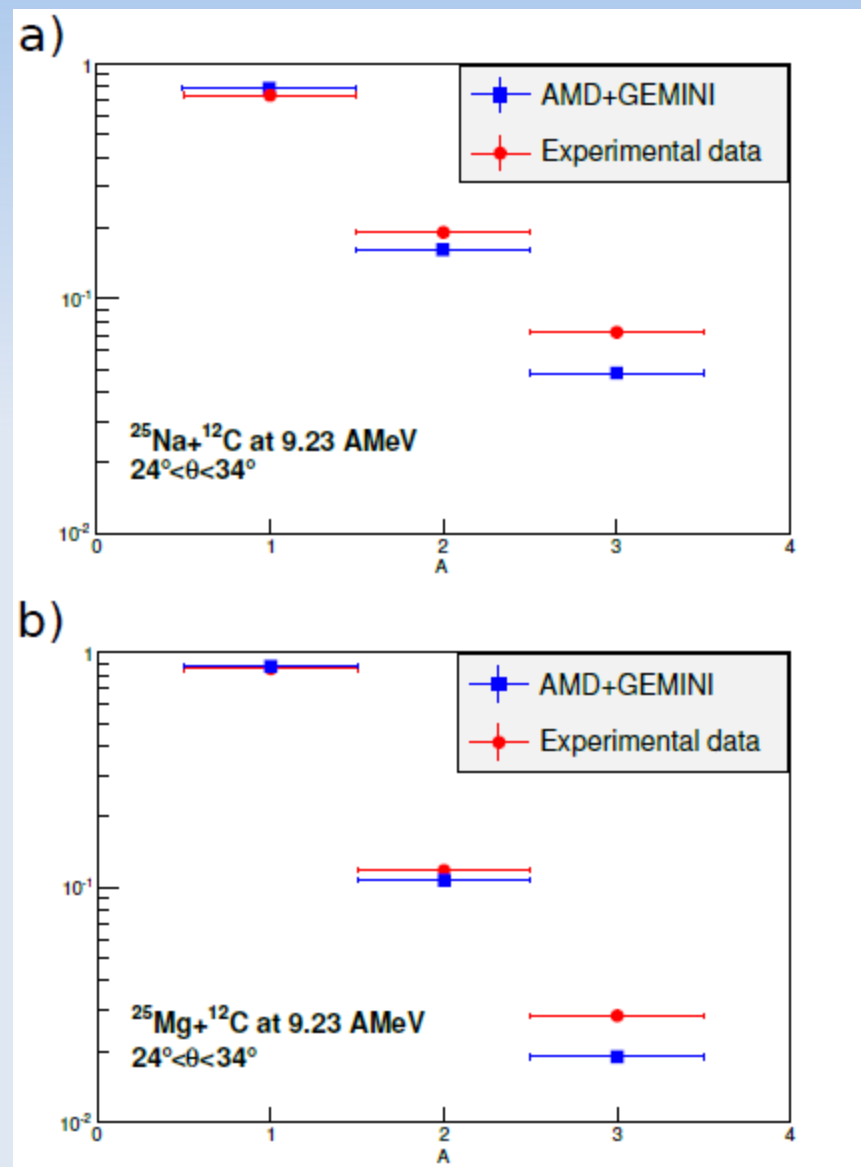 a)
1
AMD+GEMINI
Experimental data
10⁻¹
²⁵Na+¹²C at 9.23 AMeV
24°<θ<34°
10⁻²
0 1 2 3 4
A
b)
1
AMD+GEMINI
Experimental data
10⁻¹
²⁵Mg+¹²C at 9.23 AMeV
24°<θ<34°
10⁻²
0 1 2 3 4
A